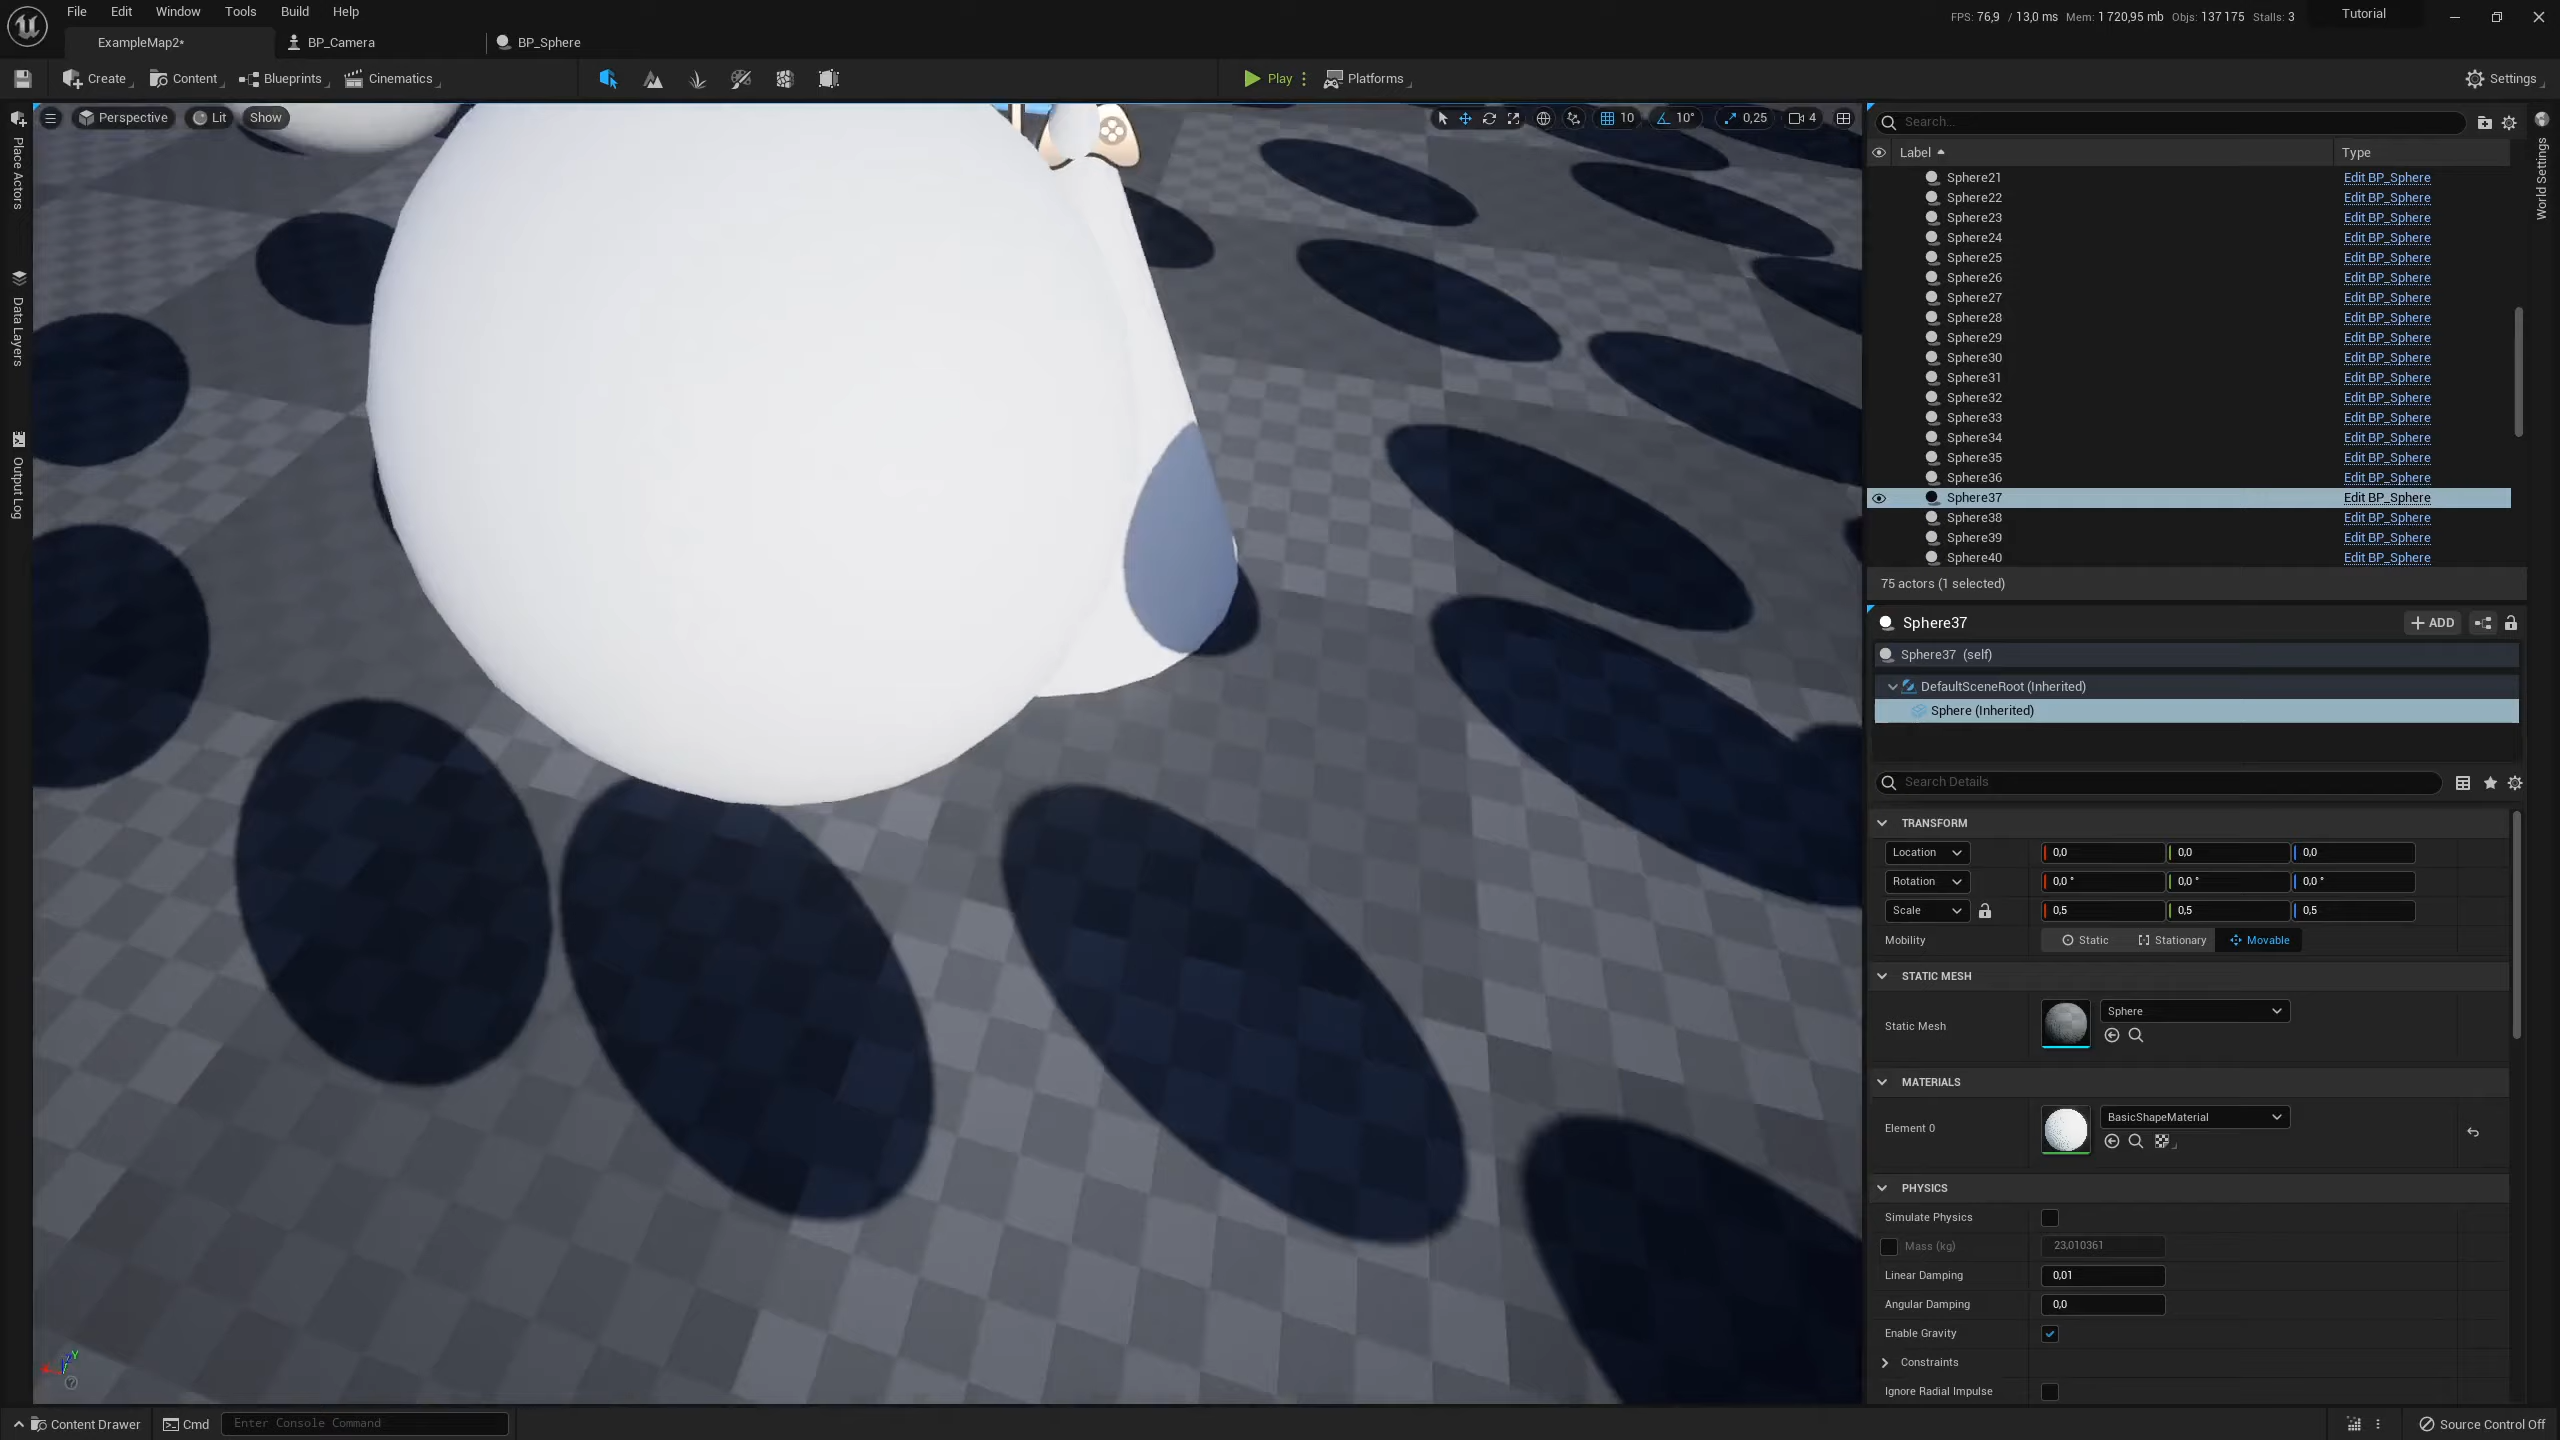 File Edit Window Tools Build Help
FPS: 76,9 / 13,0 ms Mem: 1 720,95 mb Objs: 137 175 Stalls: 3
Tutorial
ExampleMap2* BP_Camera BP_Sphere
Create Content Blueprints Cinematics
Play Platforms
Settings
Place Actors
Data Layers
Output Log
World Settings
Perspective Lit Show
10 10° 0,25 4
Search...
Label Type
Sphere21 Edit BP_Sphere
Sphere22 Edit BP_Sphere
Sphere23 Edit BP_Sphere
Sphere24 Edit BP_Sphere
Sphere25 Edit BP_Sphere
Sphere26 Edit BP_Sphere
Sphere27 Edit BP_Sphere
Sphere28 Edit BP_Sphere
Sphere29 Edit BP_Sphere
Sphere30 Edit BP_Sphere
Sphere31 Edit BP_Sphere
Sphere32 Edit BP_Sphere
Sphere33 Edit BP_Sphere
Sphere34 Edit BP_Sphere
Sphere35 Edit BP_Sphere
Sphere36 Edit BP_Sphere
Sphere37 Edit BP_Sphere
Sphere38 Edit BP_Sphere
Sphere39 Edit BP_Sphere
Sphere40 Edit BP_Sphere
75 actors (1 selected)
Sphere37
ADD
Sphere37 (self)
DefaultSceneRoot (Inherited)
Sphere (Inherited)
Search Details
TRANSFORM
Location 0,0 0,0 0,0
Rotation 0,0 ° 0,0 ° 0,0 °
Scale 0,5 0,5 0,5
Mobility Static Stationary Movable
STATIC MESH
Static Mesh Sphere
MATERIALS
Element 0 BasicShapeMaterial
PHYSICS
Simulate Physics
Mass (kg) 23,010361
Linear Damping 0,01
Angular Damping 0,0
Enable Gravity
Constraints
Ignore Radial Impulse
Y
Content Drawer Cmd Enter Console Command
Source Control Off